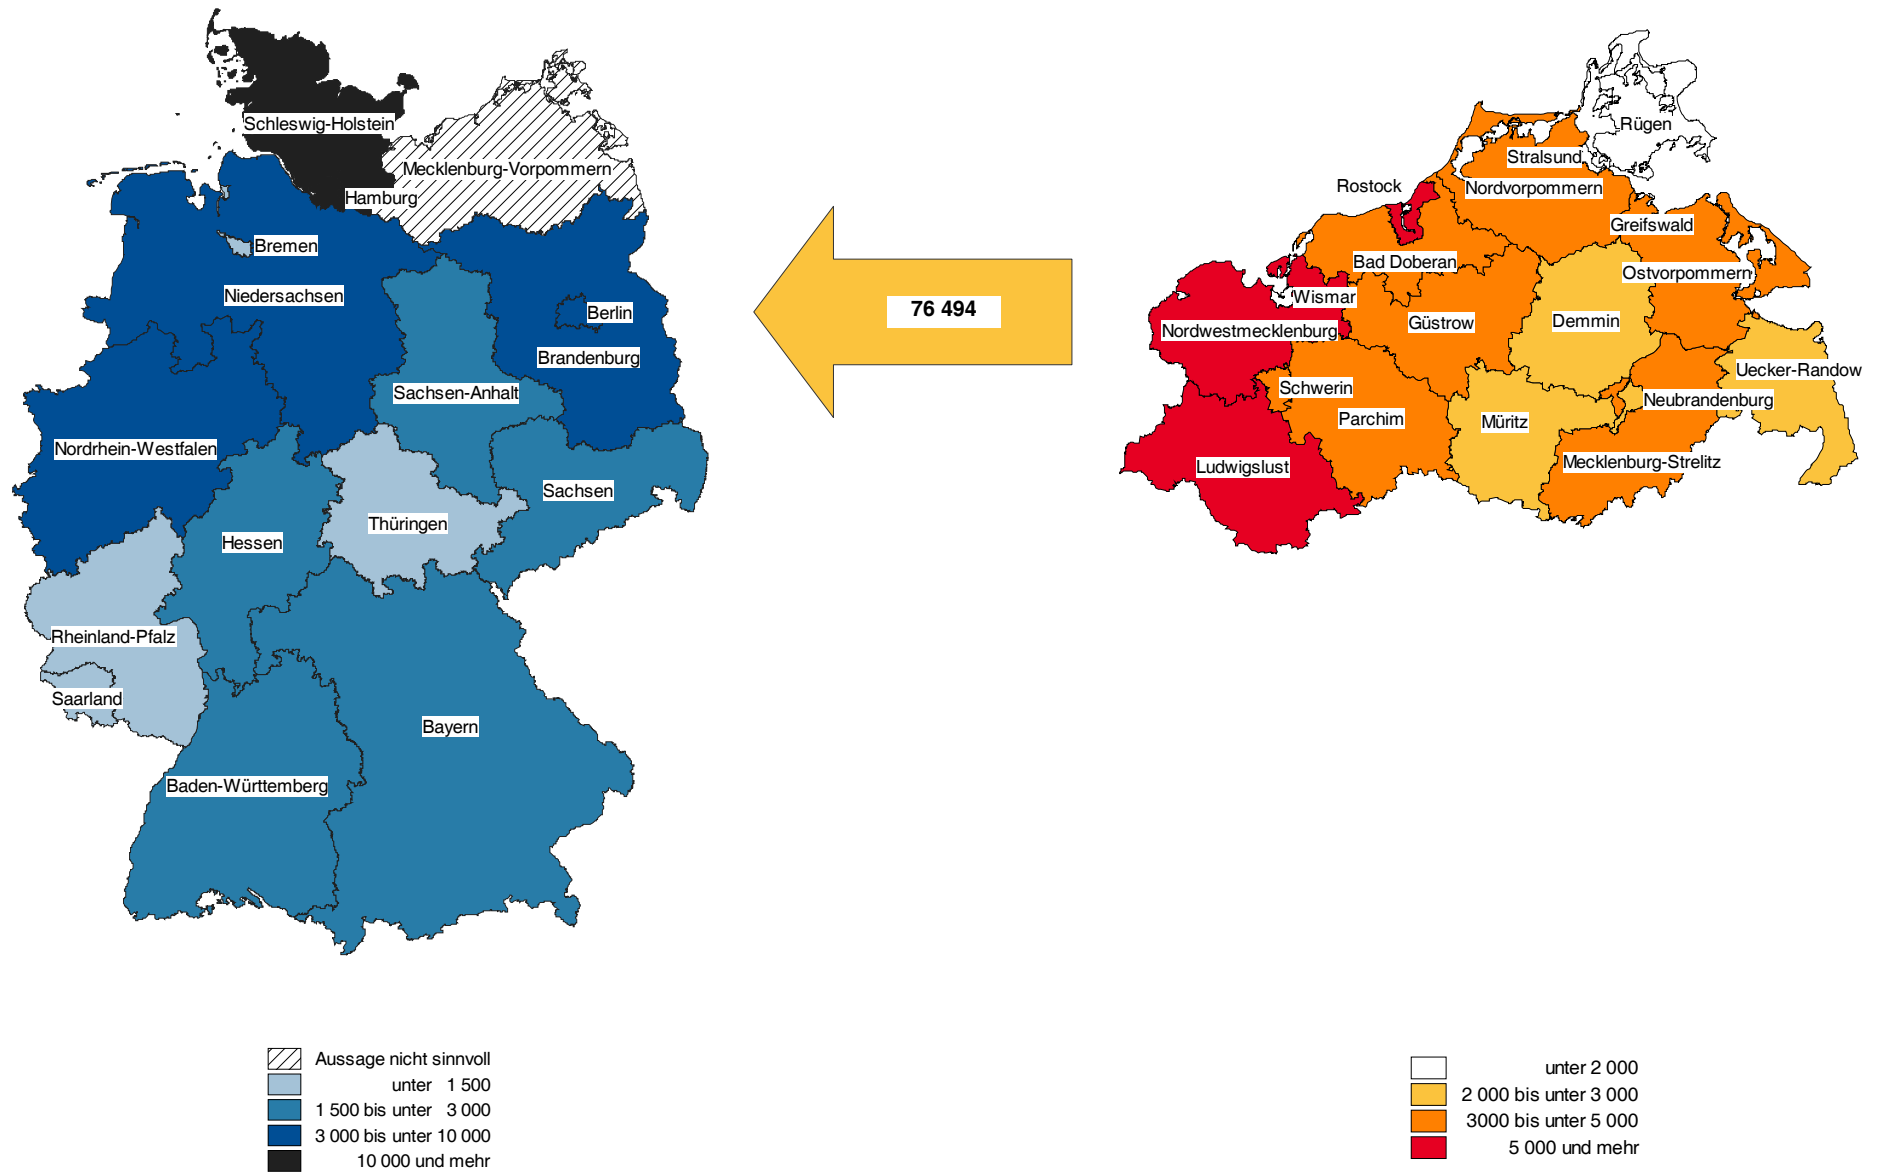 Schleswig-Holstein
Mecklenburg-Vorpommern
Hamburg
Bremen
Niedersachsen
Berlin
Brandenburg
Sachsen-Anhalt
Nordrhein-Westfalen
Sachsen
Thüringen
Hessen
Rheinland-Pfalz
Saarland
Bayern
Baden-Württemberg
76 494
Rügen
Stralsund
Rostock
Nordvorpommern
Greifswald
Bad Doberan
Ostvorpommern
Wismar
Nordwestmecklenburg
Güstrow
Demmin
Uecker-Randow
Schwerin
Neubrandenburg
Parchim
Müritz
Ludwigslust
Mecklenburg-Strelitz
Aussage nicht sinnvoll
unter 1 500
1 500 bis unter 3 000
3 000 bis unter 10 000
10 000 und mehr
unter 2 000
2 000 bis unter 3 000
3000 bis unter 5 000
5 000 und mehr